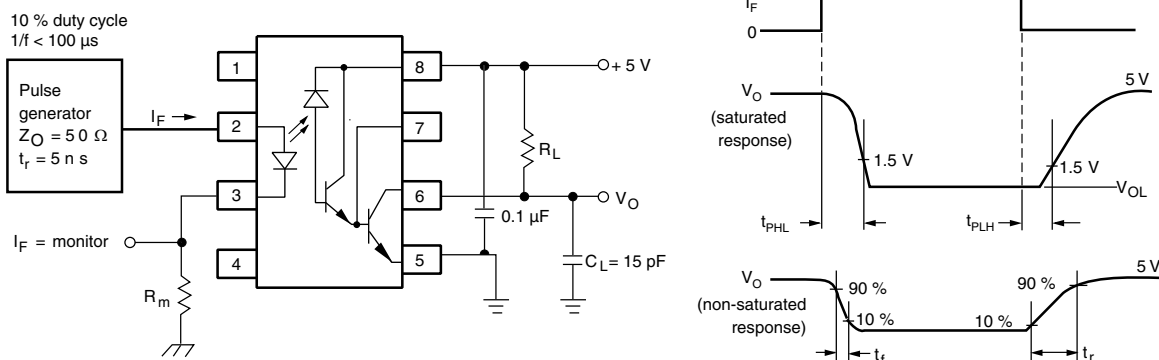 10 % duty cycle
1/f < 100 µs
Pulse
generator
Z_O = 5 0 Ω
t_r = 5 n s
I_F
I_F = monitor
R_m
1
2
3
4
8
7
6
5
+ 5 V
R_L
V_O
0.1 µF
C_L = 15 pF
I_F
0
V_O
(saturated
response)
5 V
1.5 V
1.5 V
V_OL
t_PHL
t_PLH
V_O
(non-saturated
response)
5 V
90 %
90 %
10 %
10 %
t_f
t_r